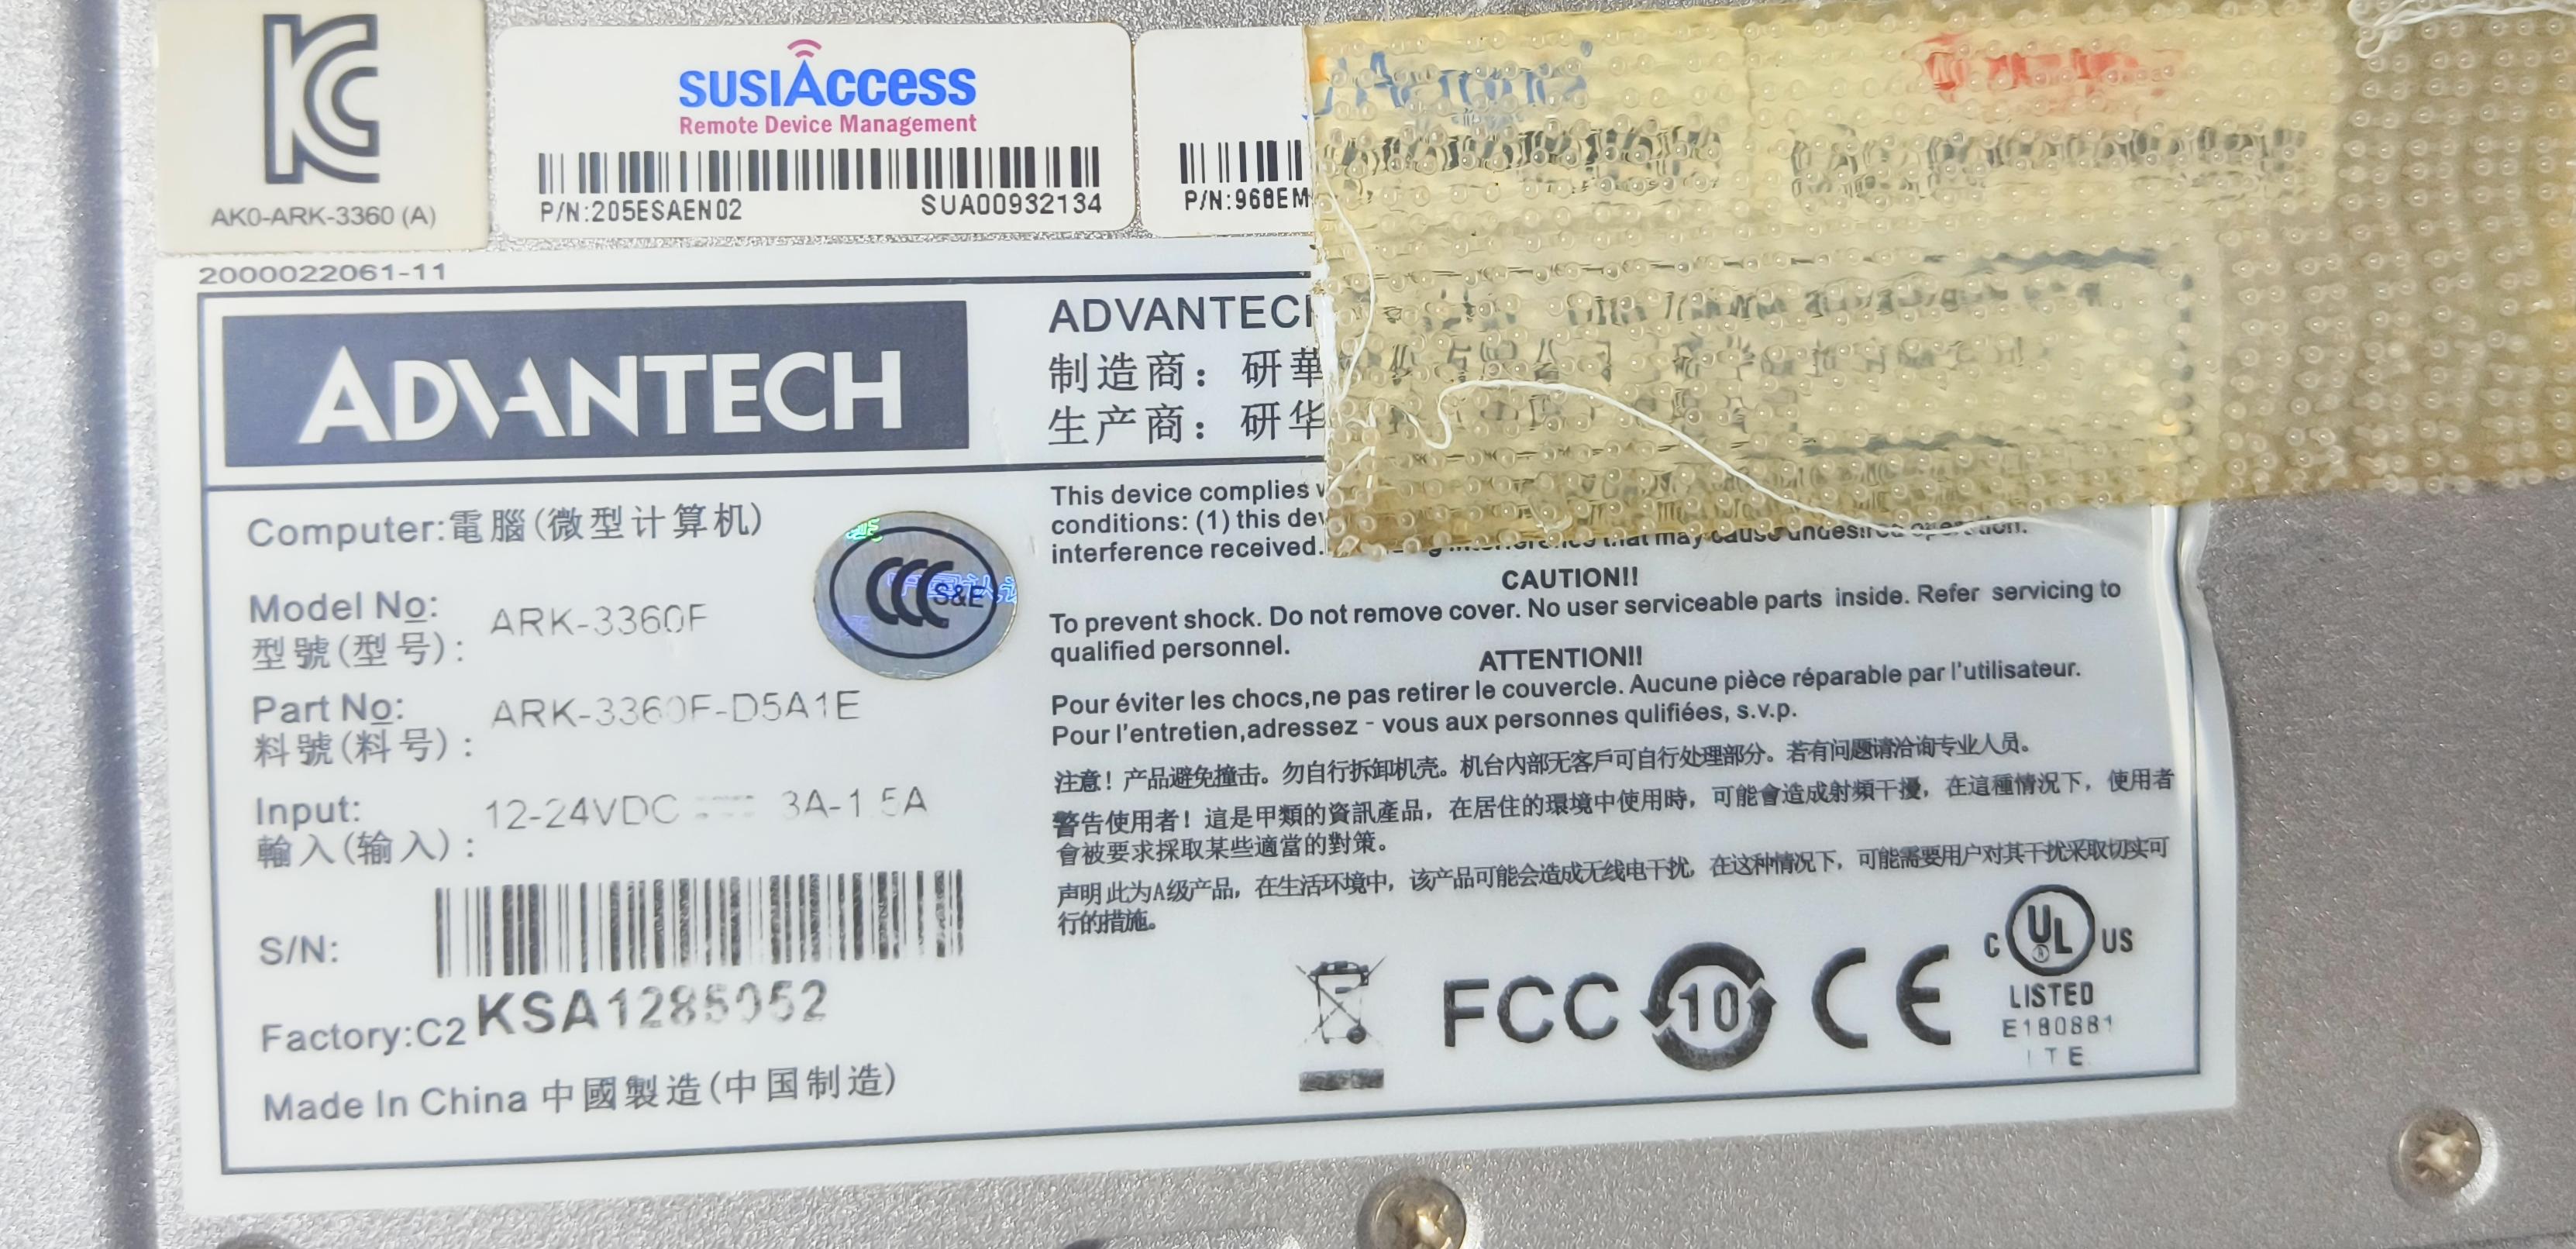 AK0-ARK-3360 (A)
SUSIAccess
Remote Device Management
P/N:205ESAEN02 SUA00932134
P/N:968EM
2000022061-11
ADVANTECH
ADVANTECH
制造商：研華
生产商：研华
Computer:電腦(微型计算机)
Model No:
型號(型号): ARK-3360F
Part No:
料號(料号): ARK-3360F-D5A1E
Input:
輸入(输入): 12-24VDC 3A-1.5A
S/N:
KSA1285052
Factory:C2
Made In China 中國製造(中国制造)
CCC S&E
This device complies
conditions: (1) this
interference received. interference that may cause undesired operation.
CAUTION!!
To prevent shock. Do not remove cover. No user serviceable parts inside. Refer servicing to
qualified personnel.
ATTENTION!!
Pour éviter les chocs,ne pas retirer le couvercle. Aucune pièce réparable par l'utilisateur.
Pour l'entretien,adressez - vous aux personnes qulifiées, s.v.p.
注意！产品避免撞击。勿自行拆卸机壳。机台内部无客戶可自行处理部分。若有问题请洽询专业人员。
警告使用者！這是甲類的資訊產品，在居住的環境中使用時，可能會造成射頻干擾，在這種情況下，使用者
會被要求採取某些適當的對策。
声明此为A级产品，在生活环境中，该产品可能会造成无线电干扰，在这种情况下，可能需要用户对其干扰采取切实可
行的措施。
FCC 10 CE C UL US
LISTED
E180881
ITE